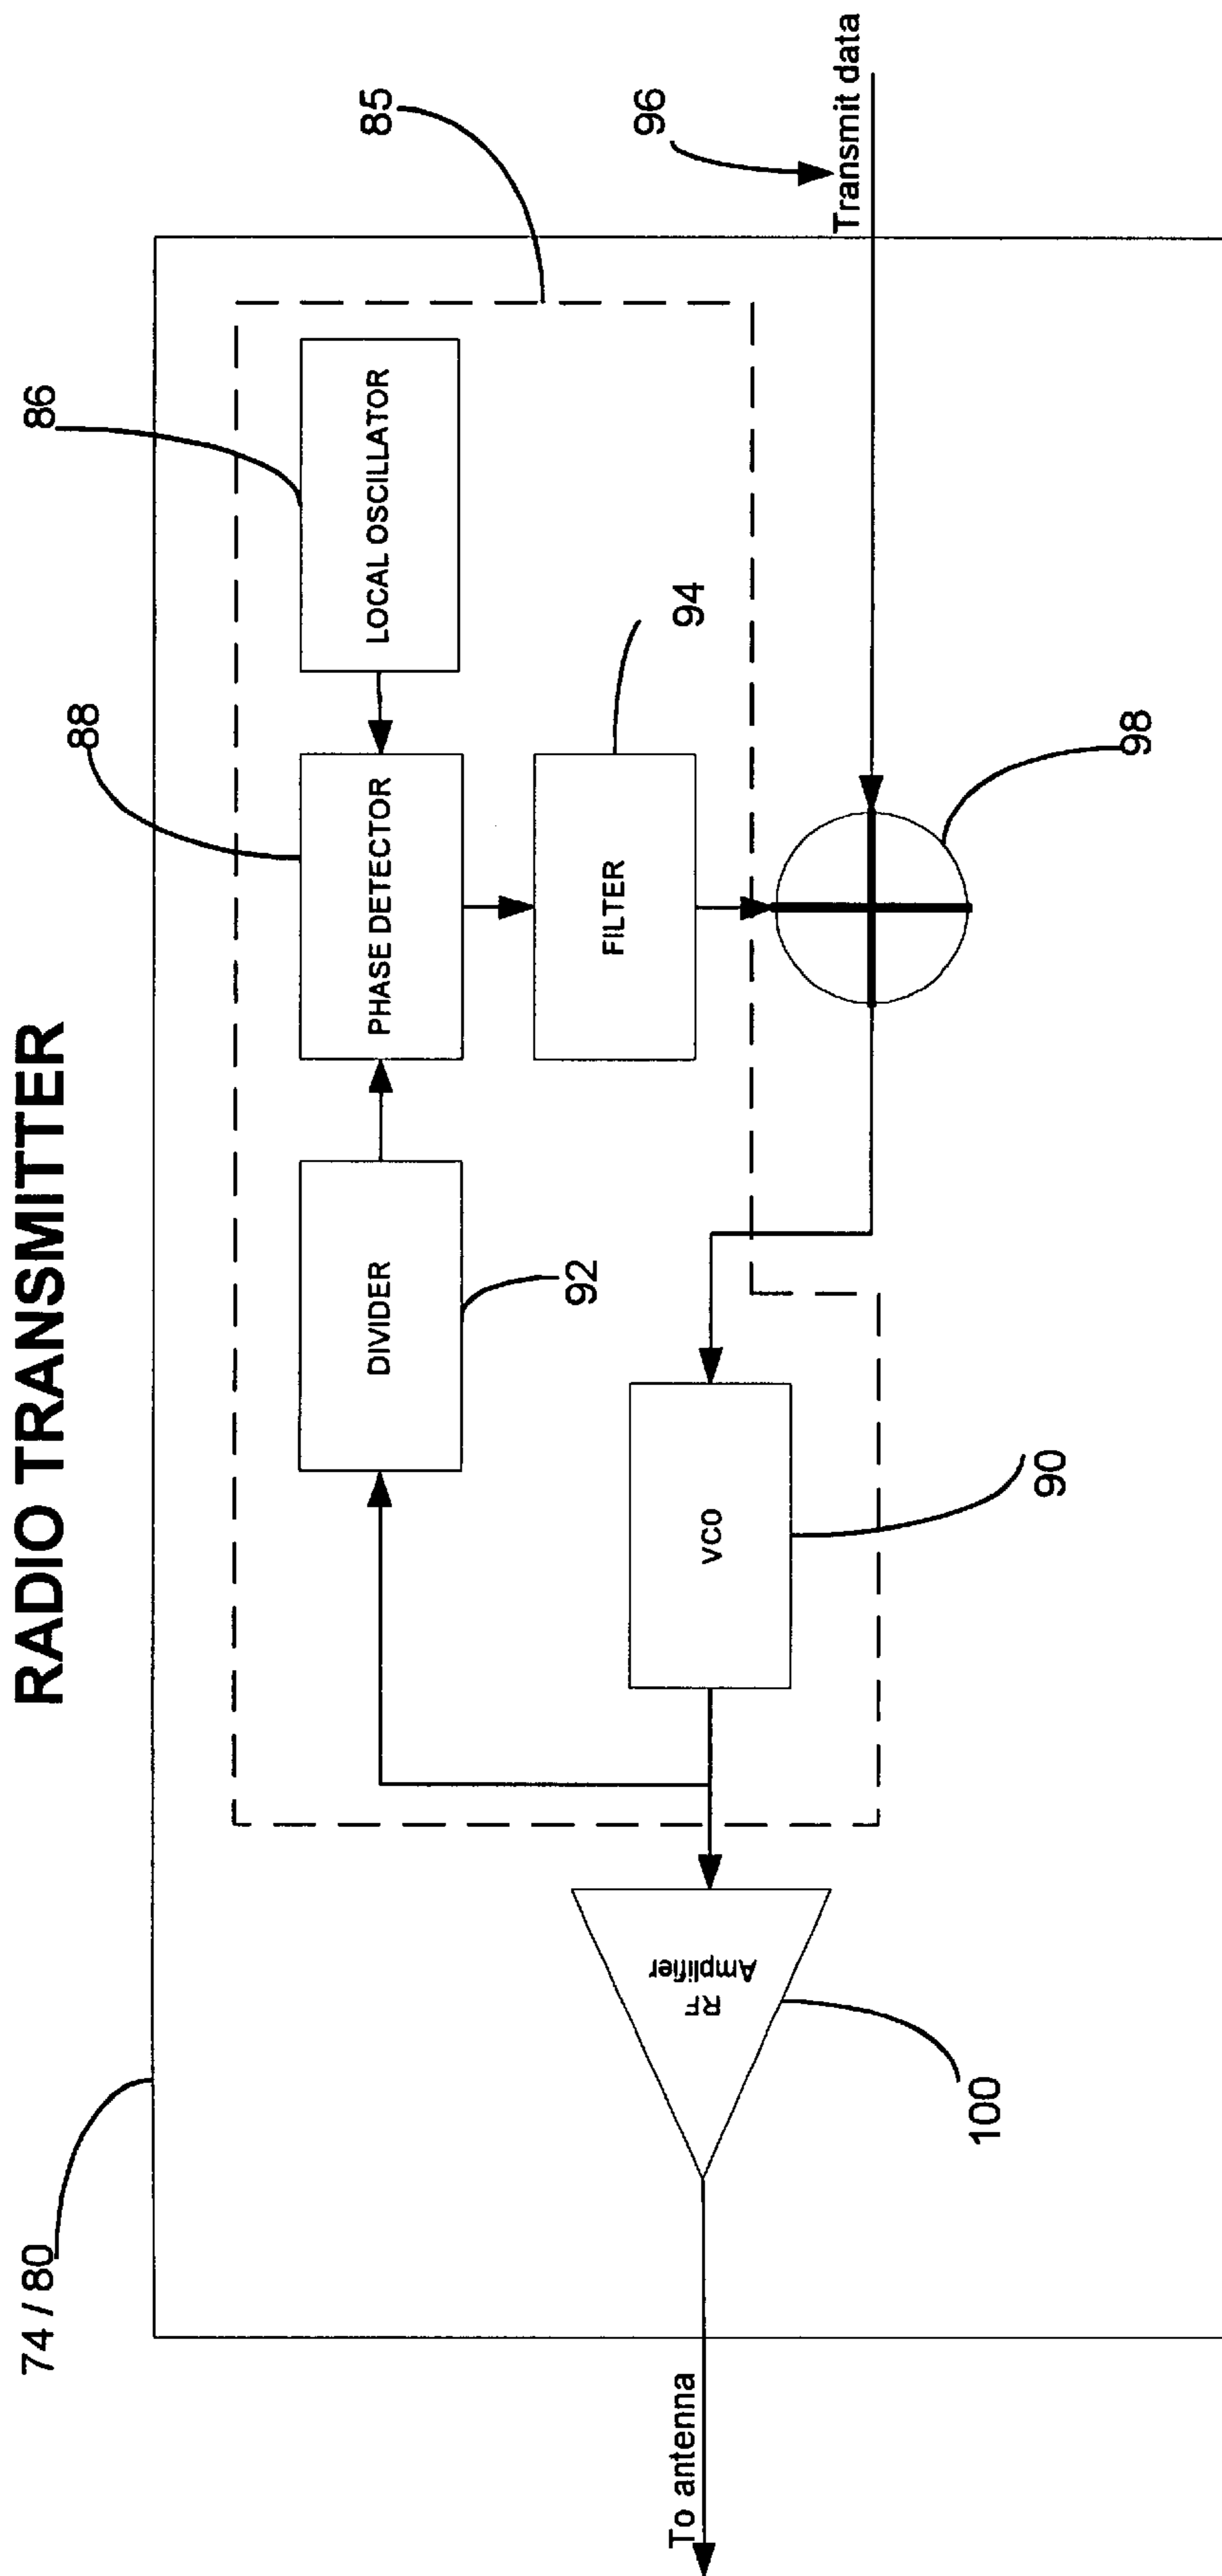 RADIO TRANSMITTER
74 / 80
88
86
85
DIVIDER
PHASE DETECTOR
LOCAL OSCILLATOR
92
FILTER
94
96
Transmit data
VCO
90
98
RF
Amplifier
100
To antenna